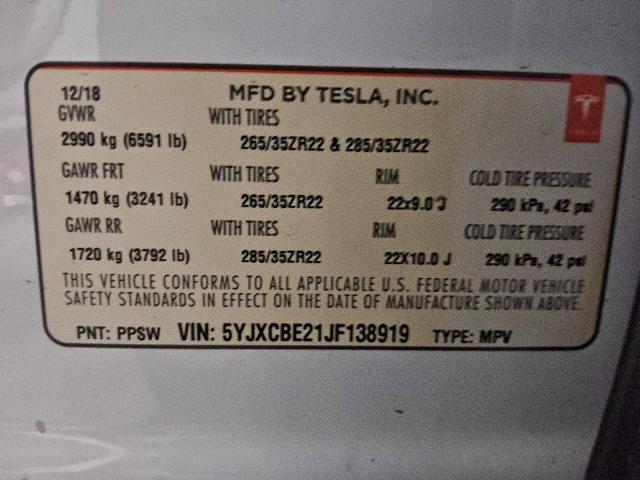 12/18 MFD BY TESLA, INC.
GVWR WITH TIRES
2990 kg (6591 lb) 265/35ZR22 & 285/35ZR22
GAWR FRT WITH TIRES RIM COLD TIRE PRESSURE
1470 kg (3241 lb) 265/35ZR22 22x9.0 J 290 kPa, 42 psi
GAWR RR WITH TIRES RIM COLD TIRE PRESSURE
1720 kg (3792 lb) 285/35ZR22 22X10.0 J 290 kPa, 42 psi
THIS VEHICLE CONFORMS TO ALL APPLICABLE U.S. FEDERAL MOTOR VEHICLE
SAFETY STANDARDS IN EFFECT ON THE DATE OF MANUFACTURE SHOWN ABOVE.
PNT: PPSW VIN: 5YJXCBE21JF138919 TYPE: MPV
TESLA